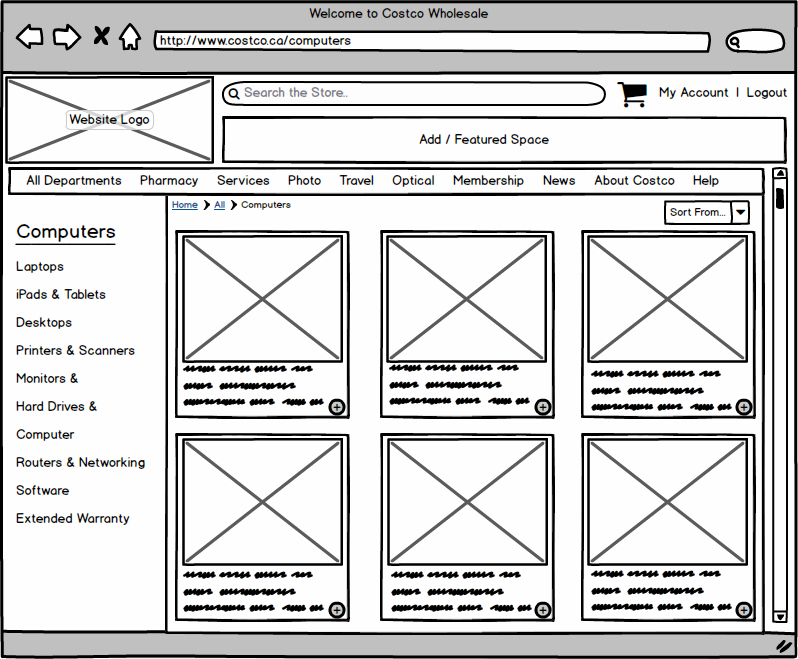 Welcome to Costco Wholesale
http://www.costco.ca/computers
Website Logo
Search the Store..
My Account | Logout
Add / Featured Space
All Departments Pharmacy Services Photo Travel Optical Membership News About Costco Help
Home All Computers
Sort From...
Computers
Laptops
iPads & Tablets
Desktops
Printers & Scanners
Monitors &
Hard Drives &
Computer
Routers & Networking
Software
Extended Warranty